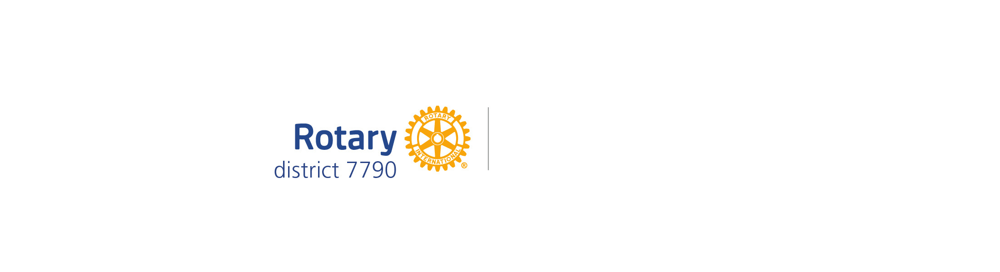 Rotary
district 7790
ROTARY
INTERNATIONAL
®